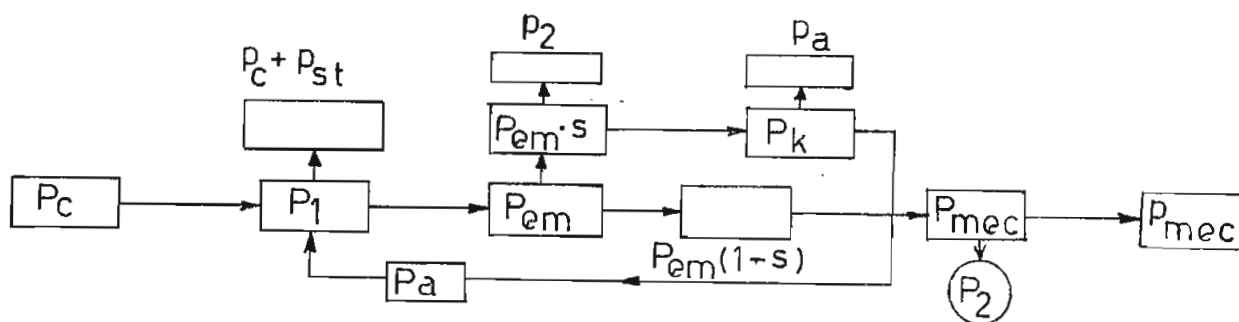 p2
pa
pc + pst
Pem · s
Pk
Pc
P1
Pem
Pmec
pmec
Pem(1-s)
Pa
P2